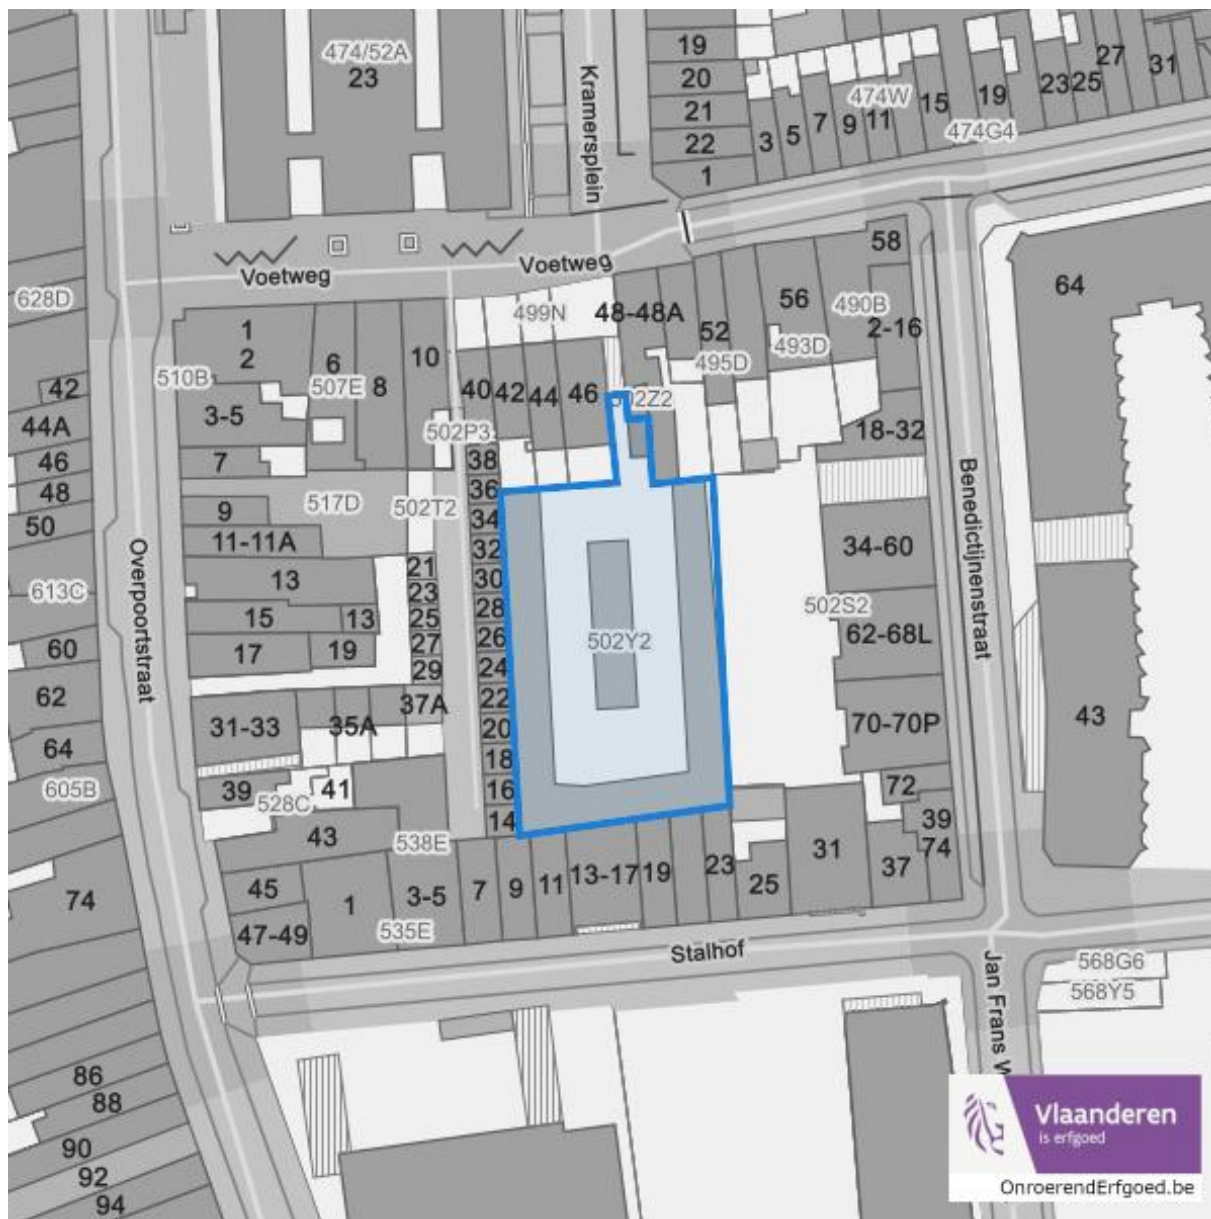 474/52A
23
Kramersplein
19
20
21
22
1
3
5
7
9
11
474W
15
19
474G4
23
25
27
31
Voetweg
Voetweg
628D
499N
48-48A
52
56
58
490B
2-16
493D
495D
64
1
2
6
8
10
510B
507E
42
44A
3-5
46
7
48
50
40
42
44
46
502Z2
502P3
38
36
18-32
517D
502T2
9
11-11A
34
32
30
28
26
24
22
20
18
16
14
Overpoortstraat
Benedictijnenstraat
34-60
13
21
23
25
27
29
613C
15
13
17
19
60
62
64
502Y2
502S2
62-68L
31-33
35A
37A
70-70P
43
605B
39
528C
41
72
39
74
43
538E
74
45
47-49
1
3-5
535E
7
9
11
13-17
19
23
25
31
37
Stalhof
568G6
568Y5
Jan Frans W
86
88
90
92
94
Vlaanderen
is erfgoed
OnroerendErfgoed.be